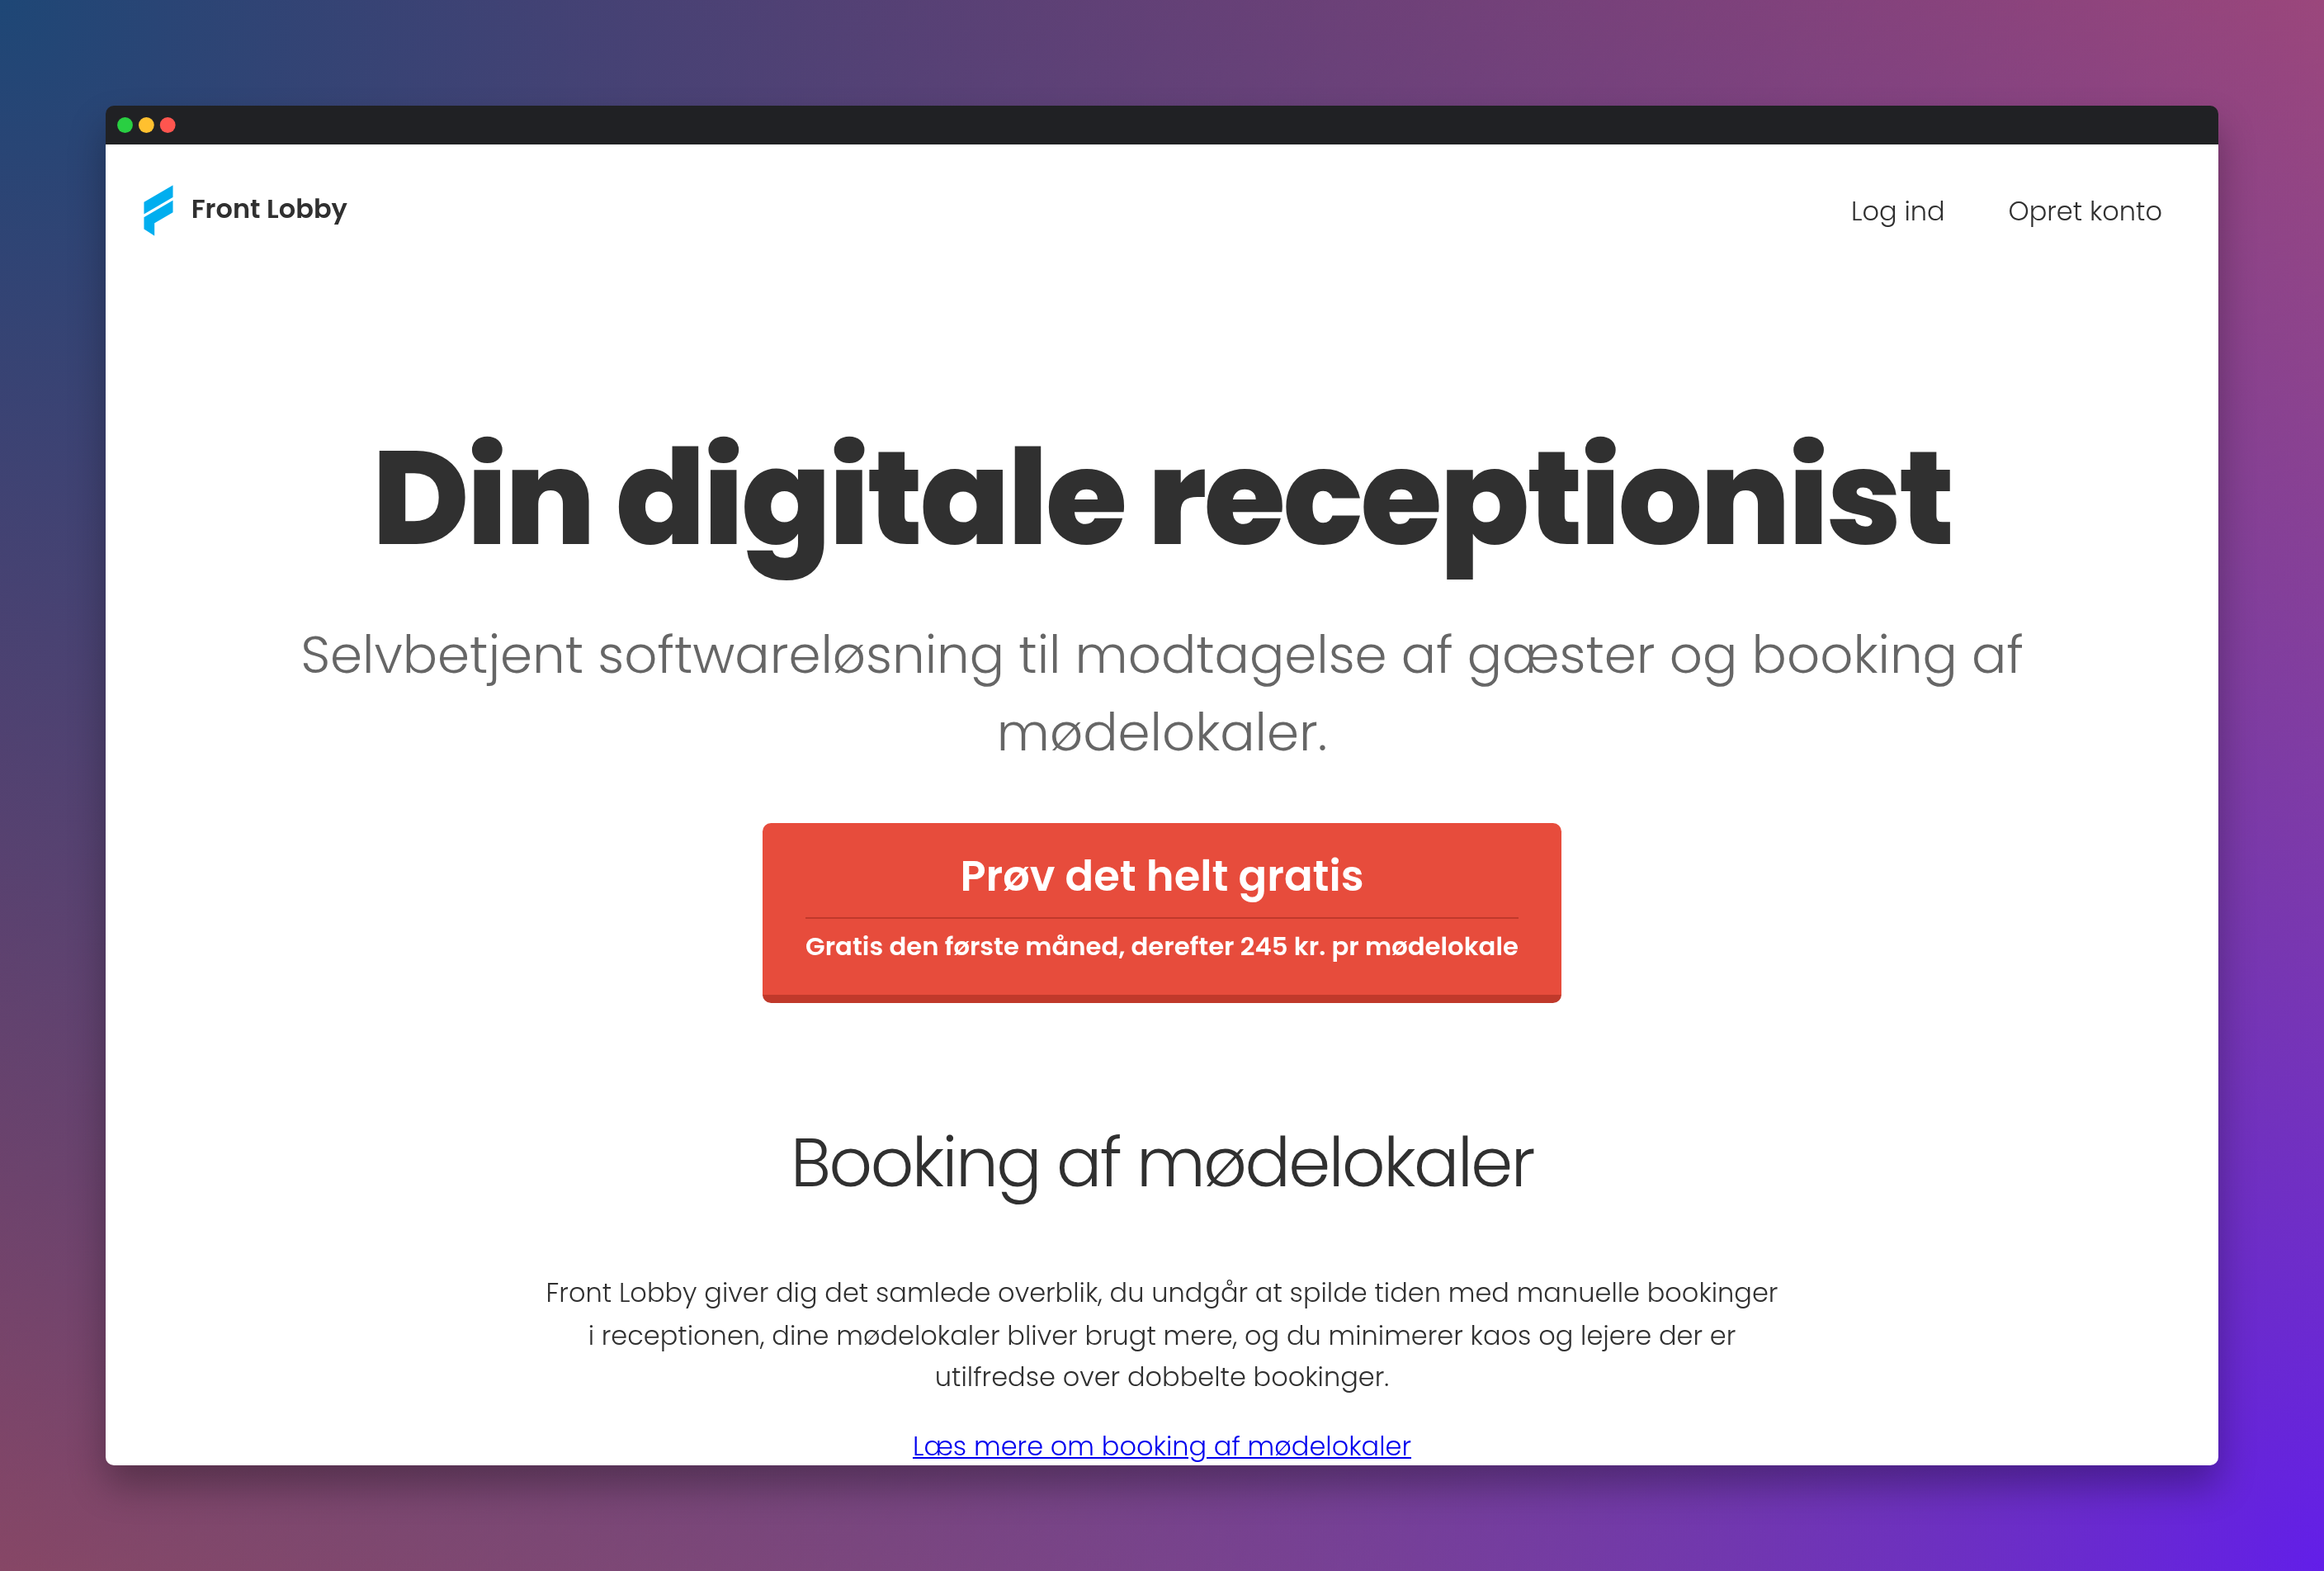 Front Lobby
Log ind
Opret konto
Din digitale receptionist
Selvbetjent softwareløsning til modtagelse af gæster og booking af
mødelokaler.
Prøv det helt gratis
Gratis den første måned, derefter 245 kr. pr mødelokale
Booking af mødelokaler
Front Lobby giver dig det samlede overblik, du undgår at spilde tiden med manuelle bookinger
i receptionen, dine mødelokaler bliver brugt mere, og du minimerer kaos og lejere der er
utilfredse over dobbelte bookinger.
Læs mere om booking af mødelokaler